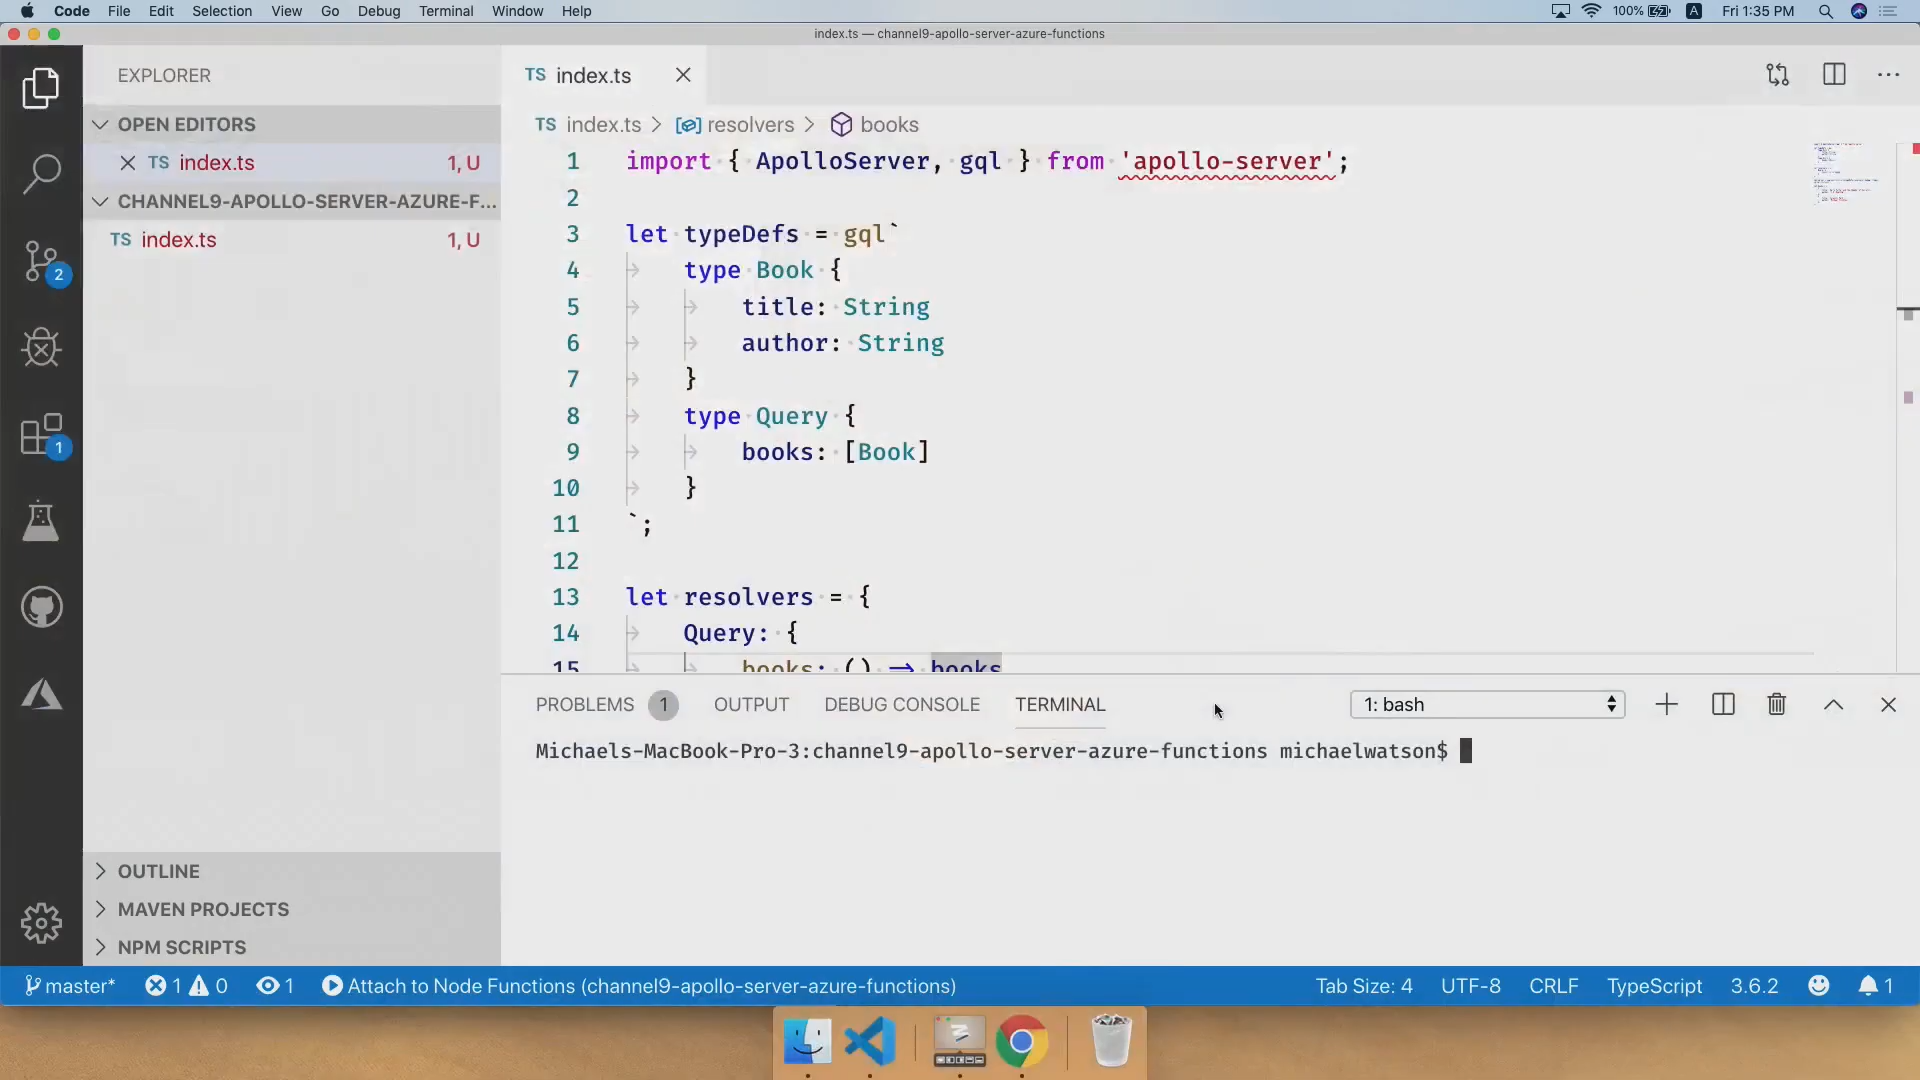 Code File Edit Selection View Go Debug Terminal Window Help 100% A Fri 1:35 PM
index.ts — channel9-apollo-server-azure-functions
EXPLORER
OPEN EDITORS
TS index.ts 1, U
CHANNEL9-APOLLO-SERVER-AZURE-F...
TS index.ts 1, U
OUTLINE
MAVEN PROJECTS
NPM SCRIPTS
2
1
TS index.ts
TS index.ts > resolvers > books
1 import { ApolloServer, gql } from 'apollo-server';
2
3 let typeDefs = gql`
4 type Book {
5 title: String
6 author: String
7 }
8 type Query {
9 books: [Book]
10 }
11 `;
12
13 let resolvers = {
14 Query: {
15 books: () => books
PROBLEMS 1 OUTPUT DEBUG CONSOLE TERMINAL 1: bash
Michaels-MacBook-Pro-3:channel9-apollo-server-azure-functions michaelwatson$
master* 1 0 1 Attach to Node Functions (channel9-apollo-server-azure-functions) Tab Size: 4 UTF-8 CRLF TypeScript 3.6.2 1